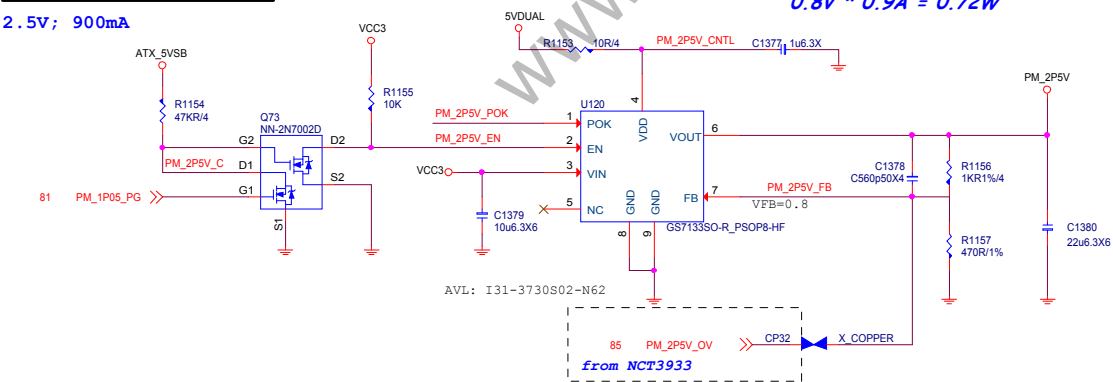 0.8V * 0.9A = 0.72W
2.5V; 900mA
5VDUAL
VCC3
ATX_5VSB
R1153
10R/4
PM_2P5V_CNTL
C1377
1u6.3X
WWW
PM_2P5V
R1154
47KR/4
R1155
10K
Q73
NN-2N7002D
U120
4
PM_2P5V_POK
1
POK
VDD
VOUT
6
G2
D2
PM_2P5V_EN
2
EN
PM_2P5V_C
D1
S2
VCC3
3
VIN
C1378
C560p50X4
R1156
1KR1%/4
81
PM_1P05_PG
G1
S1
C1379
10u6.3X6
5
NC
GND
GND
FB
7
PM_2P5V_FB
VFB=0.8
8
9
GS7133SO-R_PSOP8-HF
R1157
470R/1%
C1380
22u6.3X6
AVL: I31-3730S02-N62
85
PM_2P5V_OV
CP32
X_COPPER
from NCT3933